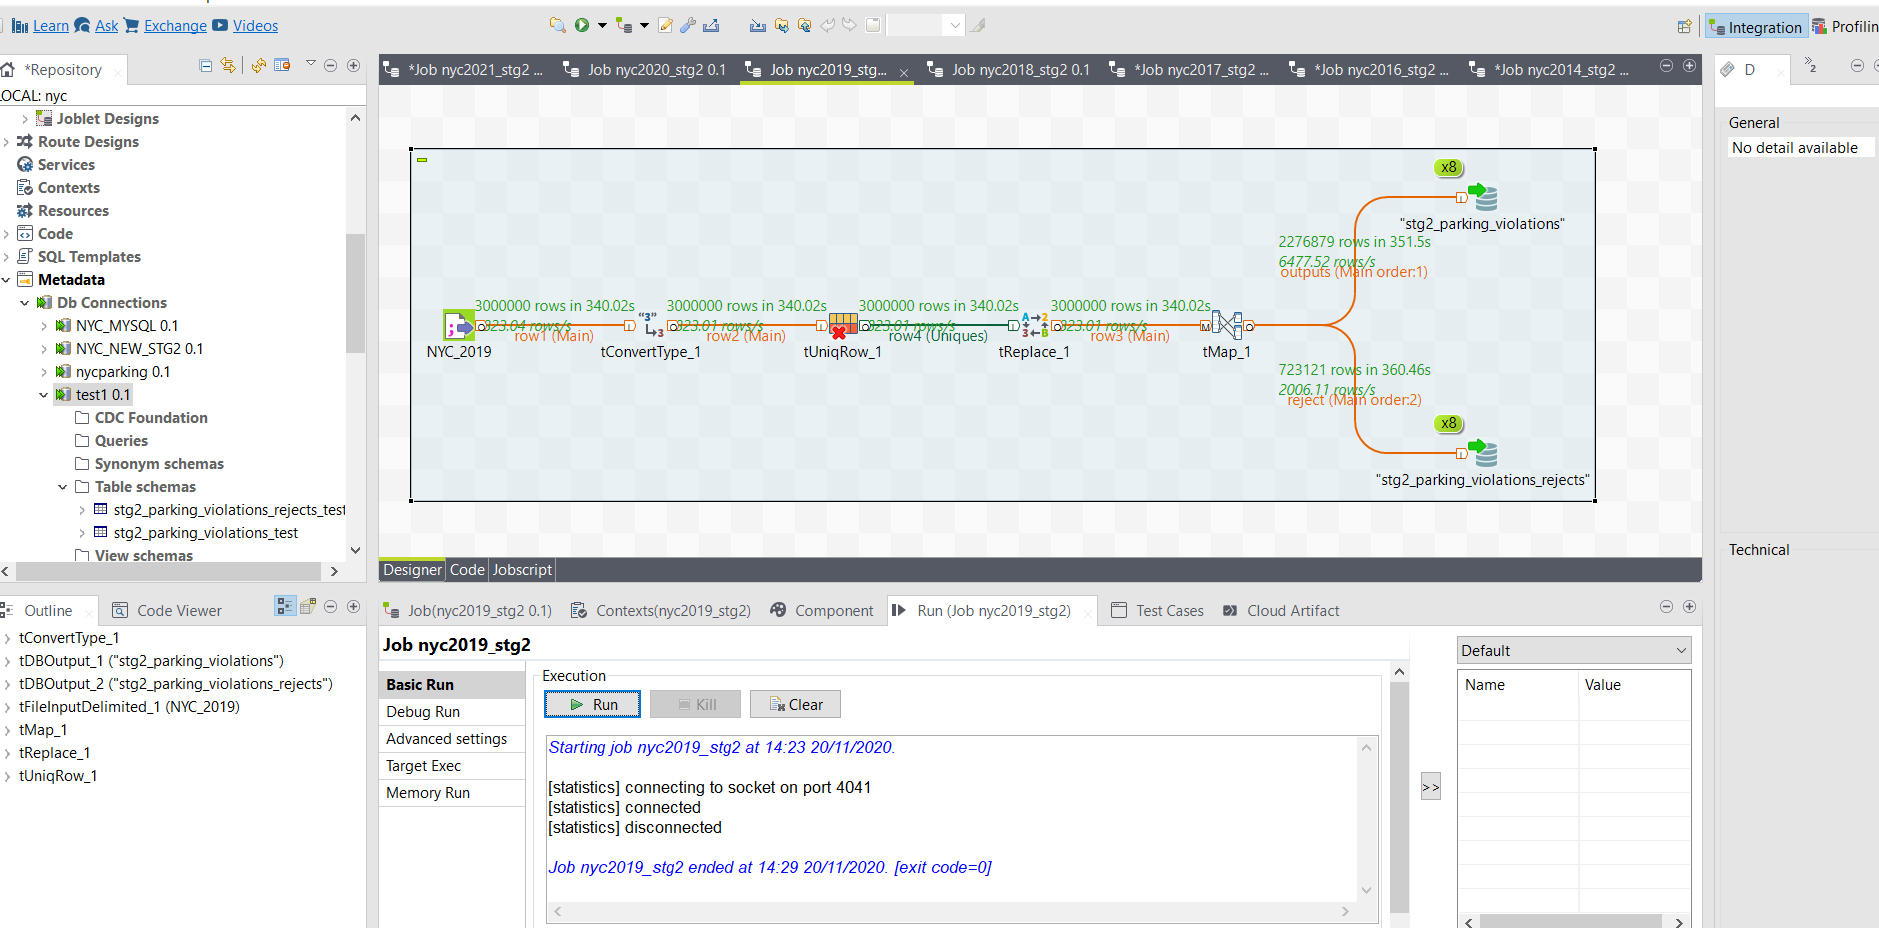 Learn Ask Exchange Videos
Integration Profilin
*Repository
LOCAL: nyc
Joblet Designs
Route Designs
Services
Contexts
Resources
Code
SQL Templates
Metadata
Db Connections
NYC_MYSQL 0.1
NYC_NEW_STG2 0.1
nycparking 0.1
test1 0.1
CDC Foundation
Queries
Synonym schemas
Table schemas
stg2_parking_violations_rejects_test
stg2_parking_violations_test
View schemas
*Job nyc2021_stg2 ... Job nyc2020_stg2 0.1 Job nyc2019_stg... Job nyc2018_stg2 0.1 *Job nyc2017_stg2 ... *Job nyc2016_stg2 ... *Job nyc2014_stg2 ...
x8
"stg2_parking_violations"
2276879 rows in 351.5s
6477.52 rows/s
outputs (Main order:1)
3000000 rows in 340.02s 3000000 rows in 340.02s 3000000 rows in 340.02s 3000000 rows in 340.02s
823.04 rows/s 823.01 rows/s 823.01 rows/s 823.01 rows/s
row1 (Main) row2 (Main) row4 (Uniques) row3 (Main)
NYC_2019 tConvertType_1 tUniqRow_1 tReplace_1 tMap_1
723121 rows in 360.46s
2006.11 rows/s
reject (Main order:2)
x8
"stg2_parking_violations_rejects"
Designer Code Jobscript
D
2
General
No detail available
Technical
Outline Code Viewer
tConvertType_1
tDBOutput_1 ("stg2_parking_violations")
tDBOutput_2 ("stg2_parking_violations_rejects")
tFileInputDelimited_1 (NYC_2019)
tMap_1
tReplace_1
tUniqRow_1
Job(nyc2019_stg2 0.1) Contexts(nyc2019_stg2) Component Run (Job nyc2019_stg2) Test Cases Cloud Artifact
Job nyc2019_stg2
Basic Run
Debug Run
Advanced settings
Target Exec
Memory Run
Execution
Run Kill Clear
Starting job nyc2019_stg2 at 14:23 20/11/2020.
[statistics] connecting to socket on port 4041
[statistics] connected
[statistics] disconnected
Job nyc2019_stg2 ended at 14:29 20/11/2020. [exit code=0]
>>
Default
Name Value